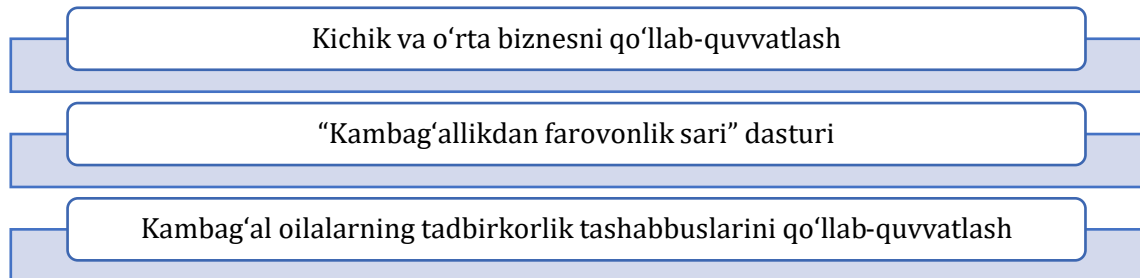 Kichik va o‘rta biznesni qo‘llab-quvvatlash
“Kambag‘allikdan farovonlik sari” dasturi
Kambag‘al oilalarning tadbirkorlik tashabbuslarini qo‘llab-quvvatlash